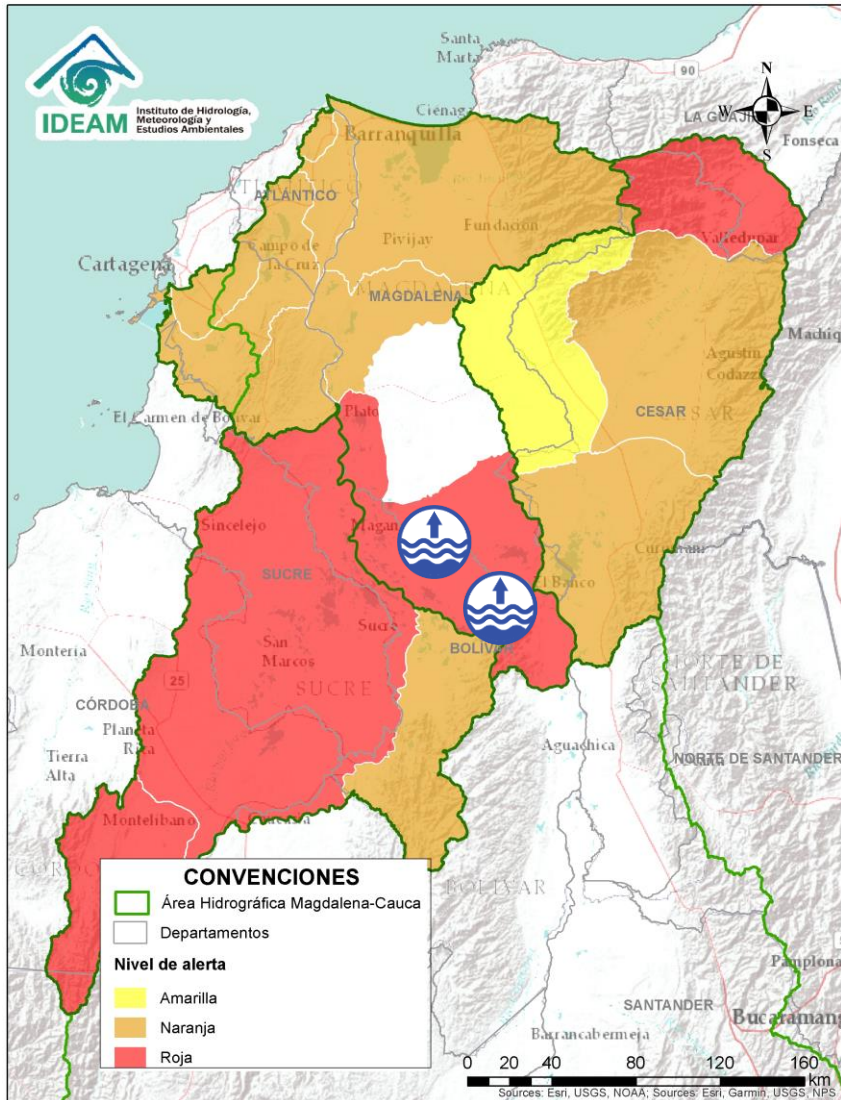 IDEAM
Instituto de Hidrología,
Meteorología y
Estudios Ambientales
Santa
Marta
90
N
W
E
S
LA GUAJIRA
Fonseca
Ciénaga
Barranquilla
ATLÁNTICO
Valledupar
Fundación
Pivijay
Campo de
la Cruz
Cartagena
MAGDALENA
Machiq
Agustín
Codazzi
CESAR
CESAR
El Carmen de Bolívar
Plato
Sincelejo
Magan
Curumaní
El Banco
SUCRE
Sucre
San
Marcos
BOLÍVAR
Montería
25
SUCRE
NORTE DE
SANTANDER
CÓRDOBA
Planeta
Rica
Aguachica
NORTE DE SANTANDER
Tierra
Alta
Montelíbano
Caucasia
BOLÍVAR
CONVENCIONES
Área Hidrográfica Magdalena-Cauca
Departamentos
Nivel de alerta
Amarilla
Naranja
Roja
Pamplona
SANTANDER
Bucaramang
Barrancabermeja
0 20 40 80 120 160
km
Sources: Esri, USGS, NOAA; Sources: Esri, Garmin, USGS, NPS